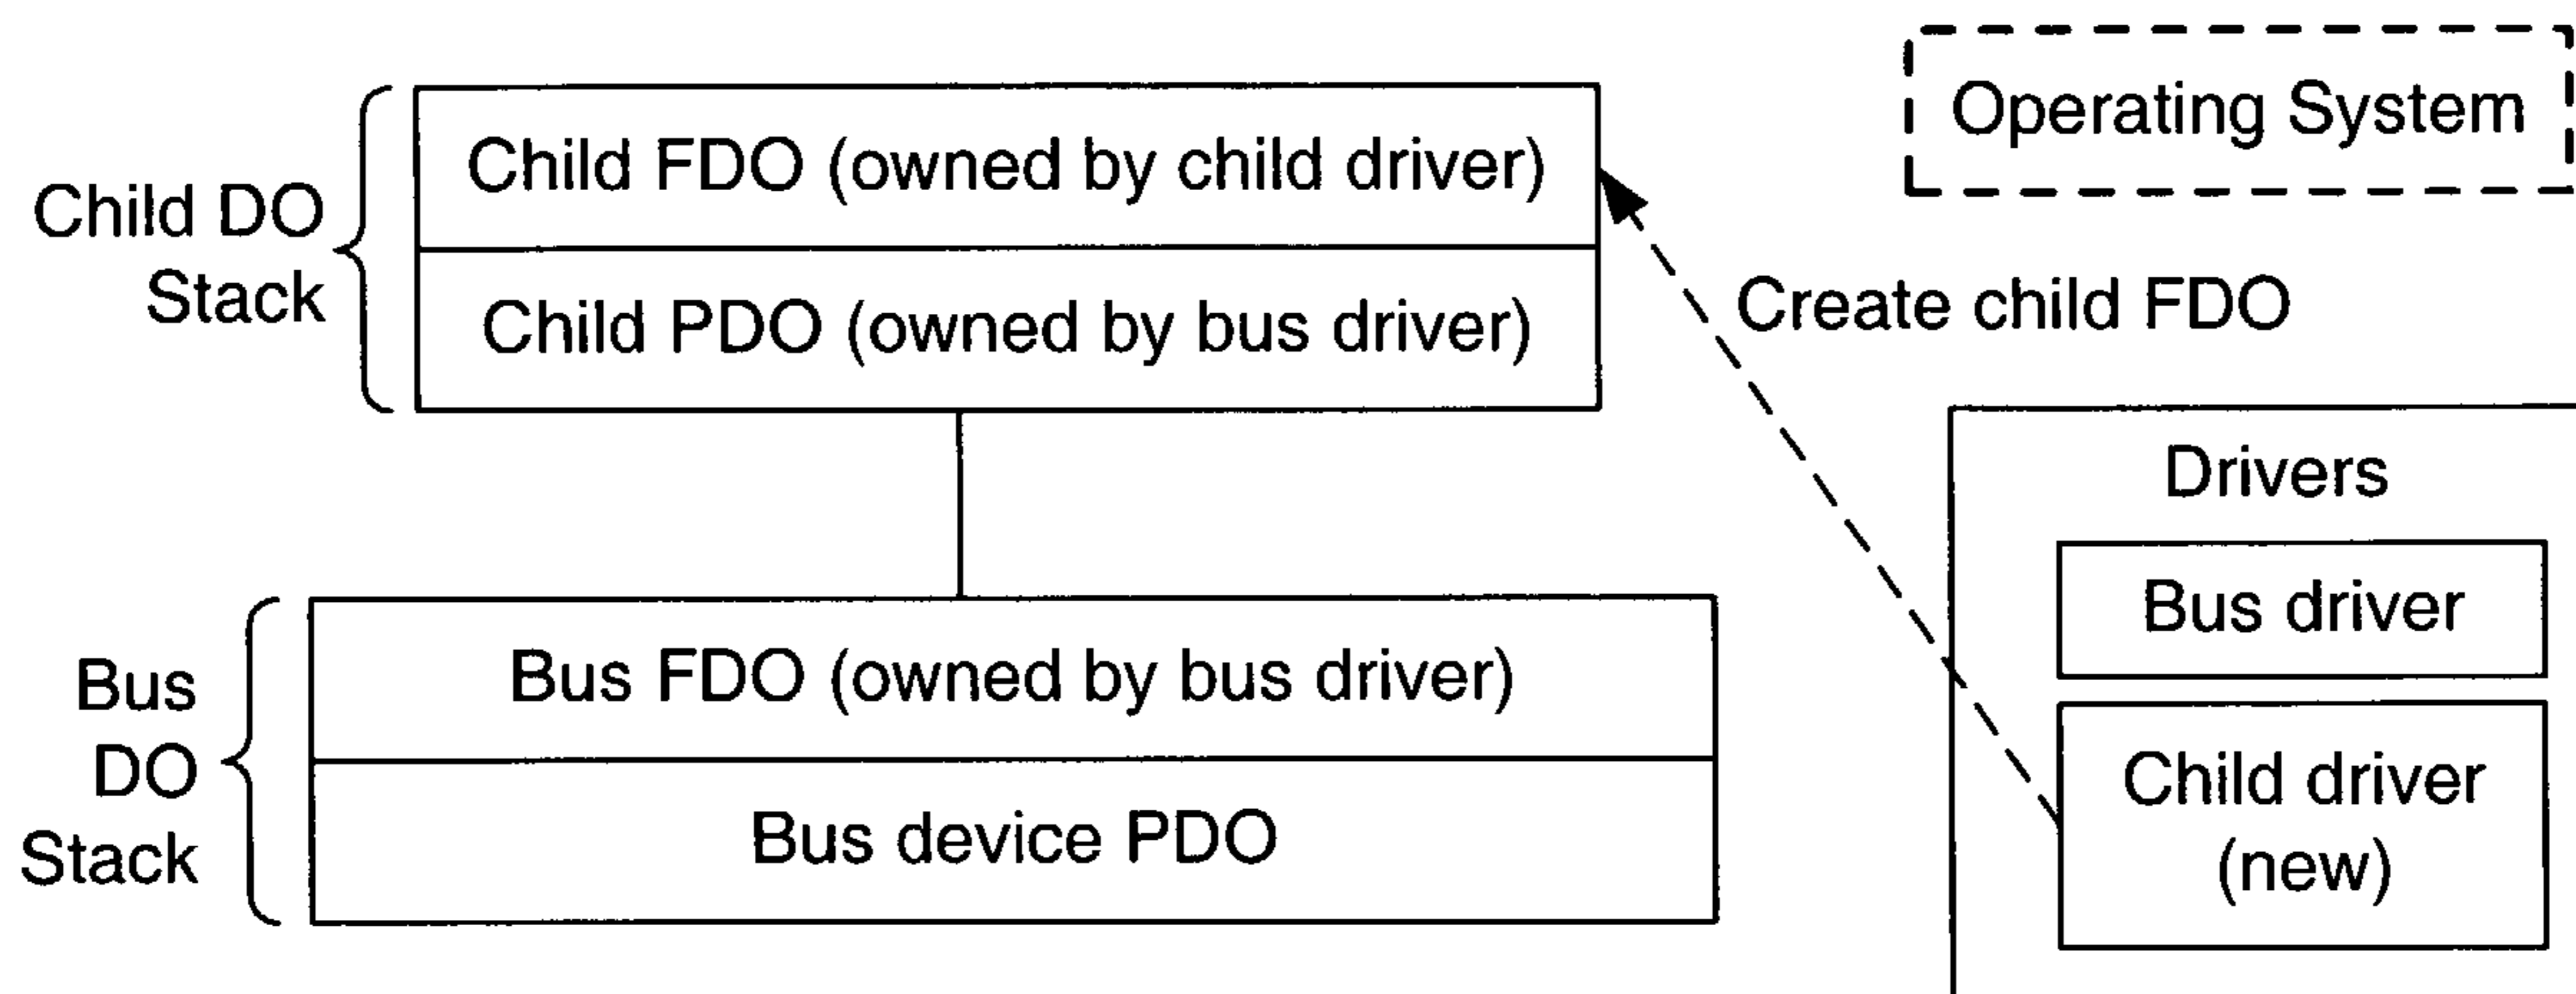 Operating System
Child DO
Stack
Child FDO (owned by child driver)
Child PDO (owned by bus driver)
Create child FDO
Drivers
Bus driver
Child driver
(new)
Bus
DO
Stack
Bus FDO (owned by bus driver)
Bus device PDO